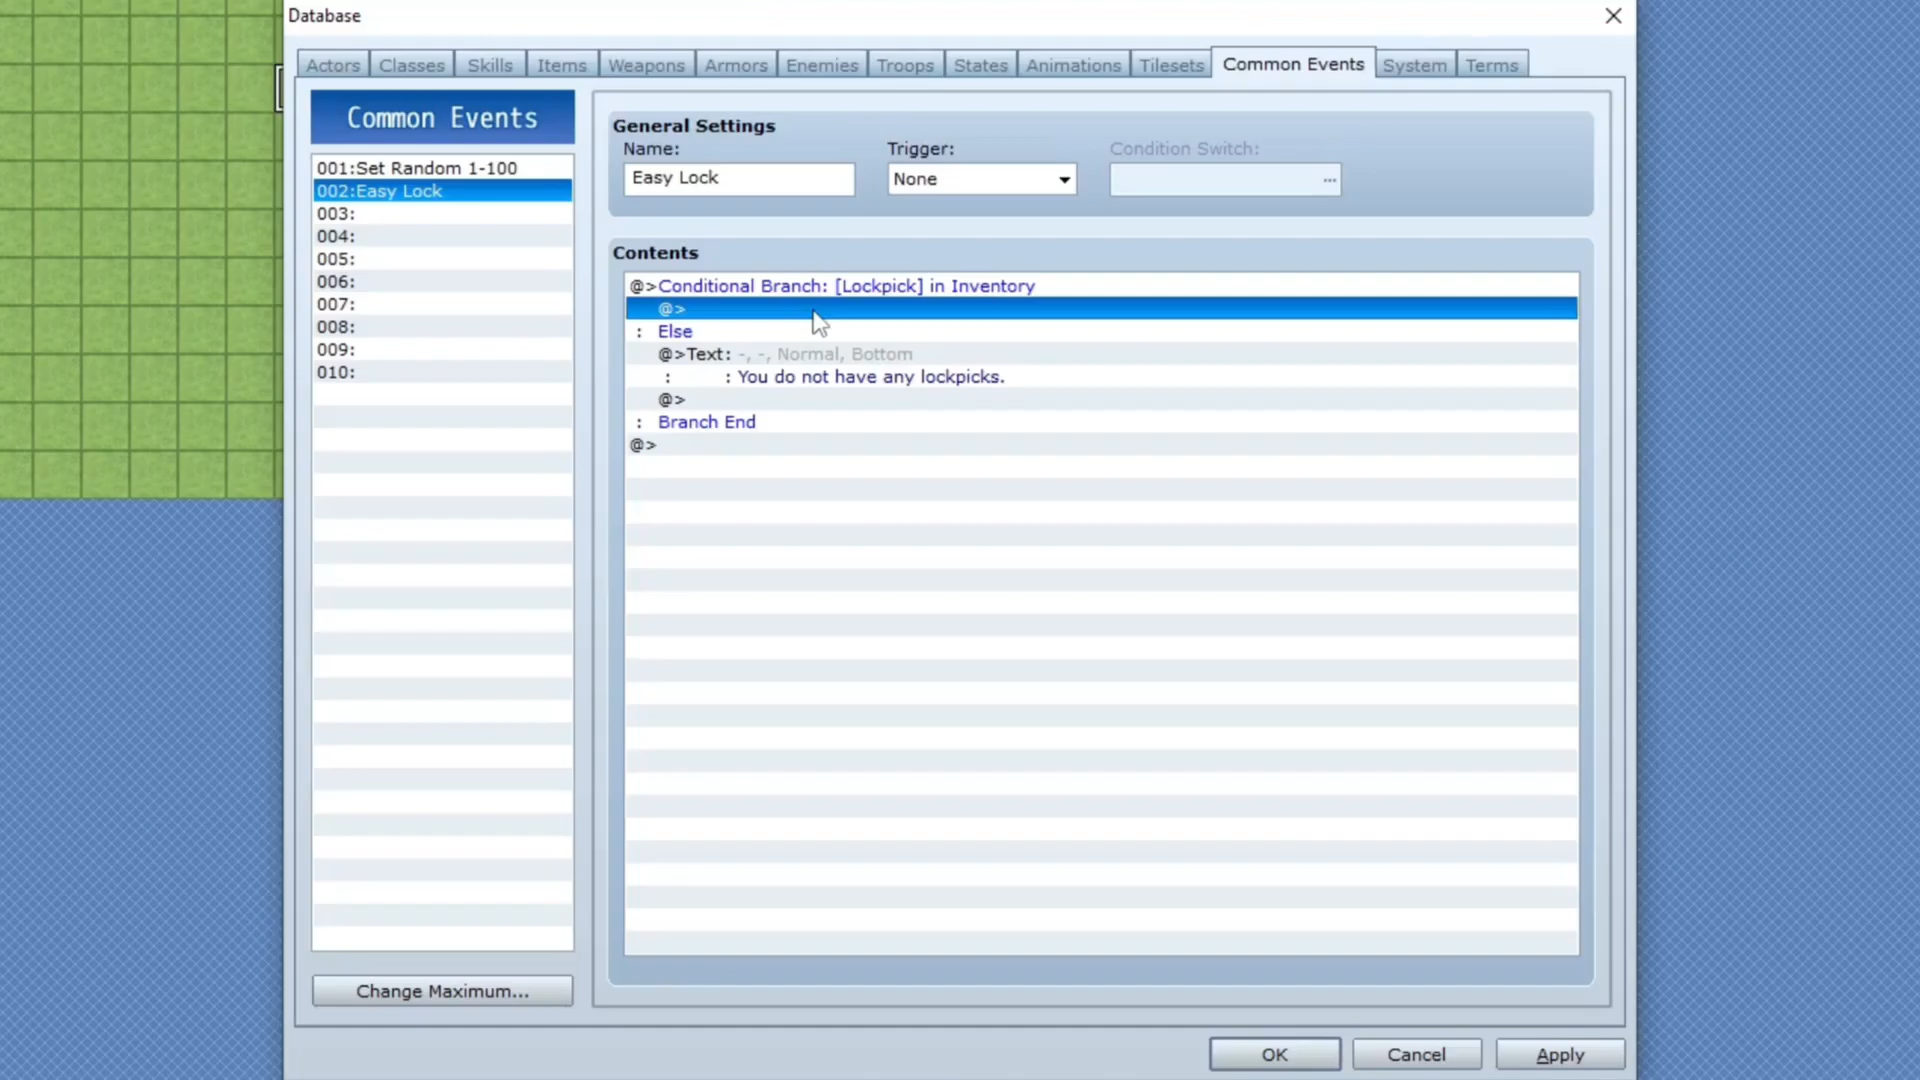 Database
Actors Classes Skills Items Weapons Armors Enemies Troops States Animations Tilesets Common Events System Terms
Common Events
001:Set Random 1-100
002:Easy Lock
003:
004:
005:
006:
007:
008:
009:
010:
Change Maximum...
General Settings
Name: Trigger: Condition Switch:
Easy Lock None ...
Contents
@>Conditional Branch: [Lockpick] in Inventory
@>
: Else
@>Text: -, -, Normal, Bottom
: : You do not have any lockpicks.
@>
: Branch End
@>
OK Cancel Apply